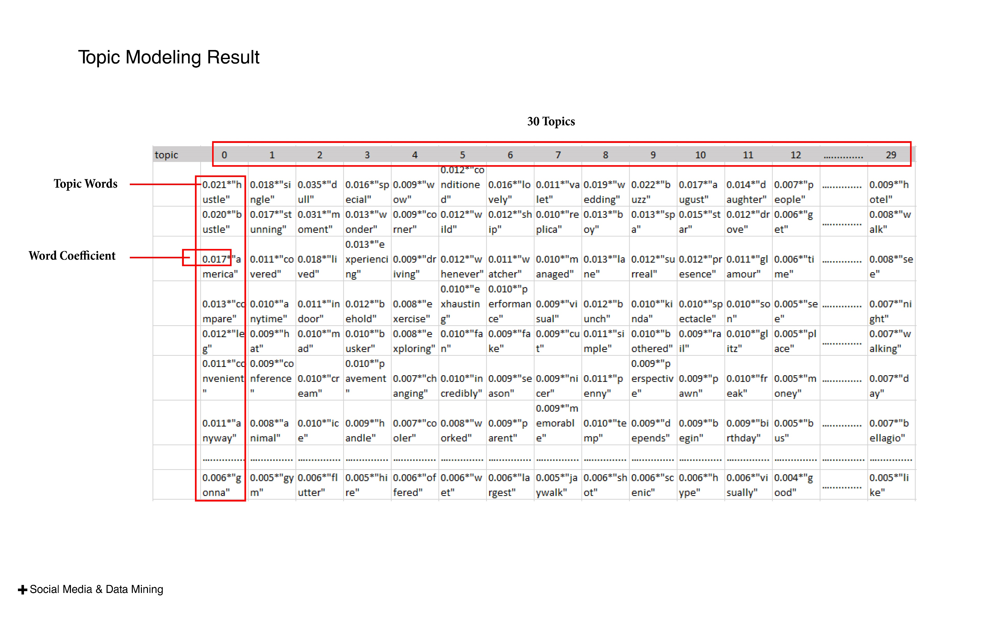 Topic Modeling Result
30 Topics
topic 0 1 2 3 4 5 6 7 8 9 10 11 12 .............. 29
Topic Words
0.021*"hustle" 0.018*"single" 0.035*"dull" 0.016*"special" 0.009*"wow" 0.012*"conditioned" 0.016*"lovely" 0.011*"valet" 0.019*"wedding" 0.022*"buzz" 0.017*"august" 0.014*"daughter" 0.007*"people" .............. 0.009*"hotel"
0.020*"bustle" 0.017*"stunning" 0.031*"moment" 0.013*"wonder" 0.009*"corner" 0.012*"wild" 0.012*"ship" 0.010*"replica" 0.013*"boy" 0.013*"spa" 0.015*"star" 0.012*"drove" 0.006*"get" .............. 0.008*"walk"
Word Coefficient
0.017*"america" 0.011*"covered" 0.018*"lived" 0.013*"experiencing" 0.009*"driving" 0.012*"whenever" 0.011*"watcher" 0.010*"managed" 0.013*"lane" 0.012*"surreal" 0.012*"presence" 0.011*"glamour" 0.006*"time" .............. 0.008*"see"
0.013*"compare" 0.010*"anytime" 0.011*"indoor" 0.012*"behold" 0.008*"exercise" 0.010*"exhausting" 0.010*"performance" 0.009*"visual" 0.012*"bunch" 0.010*"kinda" 0.010*"spectacle" 0.010*"son" 0.005*"see" .............. 0.007*"night"
0.012*"leg" 0.009*"hat" 0.010*"mad" 0.010*"busker" 0.008*"exploring" 0.010*"fan" 0.009*"fake" 0.009*"cut" 0.011*"simple" 0.010*"bothered" 0.009*"rail" 0.010*"glitz" 0.005*"place" .............. 0.007*"walking"
0.011*"convenient" 0.009*"conference" 0.010*"cream" 0.010*"pavement" 0.007*"changing" 0.010*"incredibly" 0.009*"season" 0.009*"nicer" 0.011*"penny" 0.009*"perspective" 0.009*"pawn" 0.010*"freak" 0.005*"money" .............. 0.007*"day"
0.011*"anyway" 0.008*"animal" 0.010*"ice" 0.009*"handle" 0.007*"cooler" 0.008*"worked" 0.009*"parent" 0.009*"memorable" 0.010*"temp" 0.009*"depends" 0.009*"begin" 0.009*"birthday" 0.005*"bus" .............. 0.007*"bellagio"
.............. .............. .............. .............. .............. .............. .............. .............. .............. .............. .............. .............. .............. .............. ..............
0.006*"gonna" 0.005*"gym" 0.006*"flutter" 0.005*"hire" 0.006*"offered" 0.006*"wet" 0.006*"largest" 0.005*"jaywalk" 0.006*"shot" 0.006*"scenic" 0.006*"hype" 0.006*"visually" 0.004*"good" .............. 0.005*"like"
Social Media & Data Mining